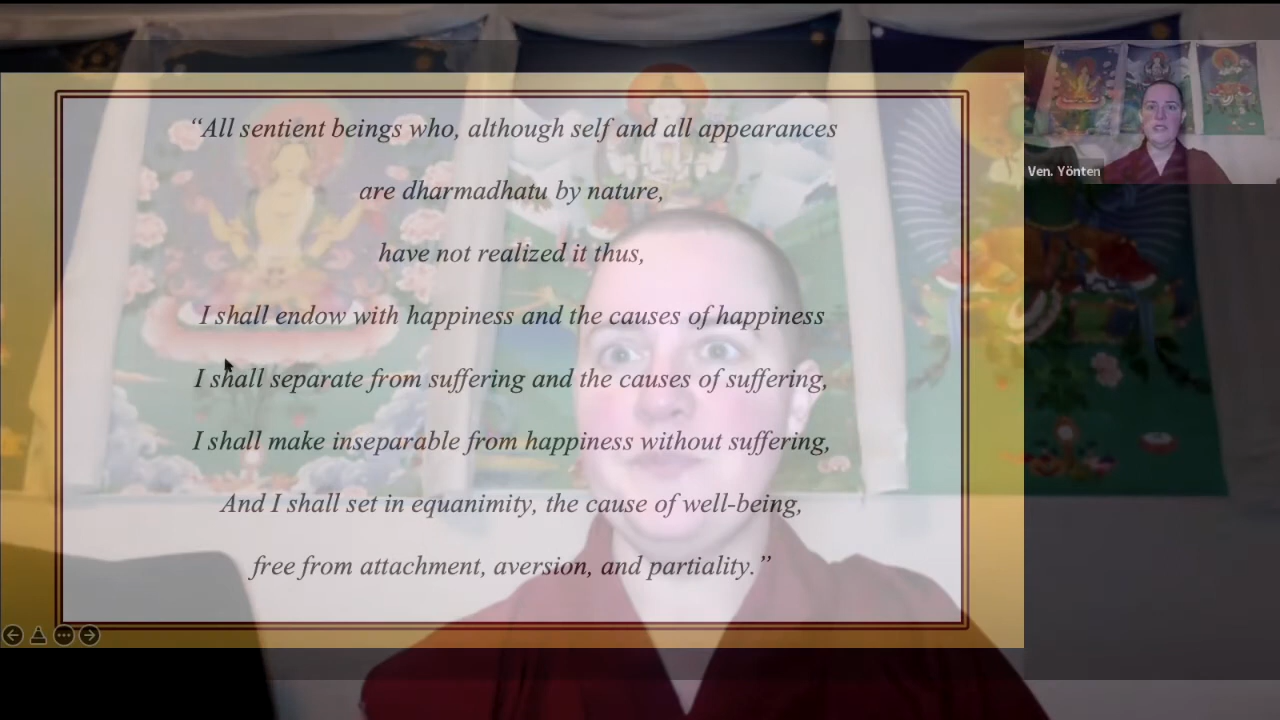 “All sentient beings who, although self and all appearances
are dharmadhatu by nature,
have not realized it thus,
I shall endow with happiness and the causes of happiness
I shall separate from suffering and the causes of suffering,
I shall make inseparable from happiness without suffering,
And I shall set in equanimity, the cause of well-being,
free from attachment, aversion, and partiality.”
Ven. Yönten